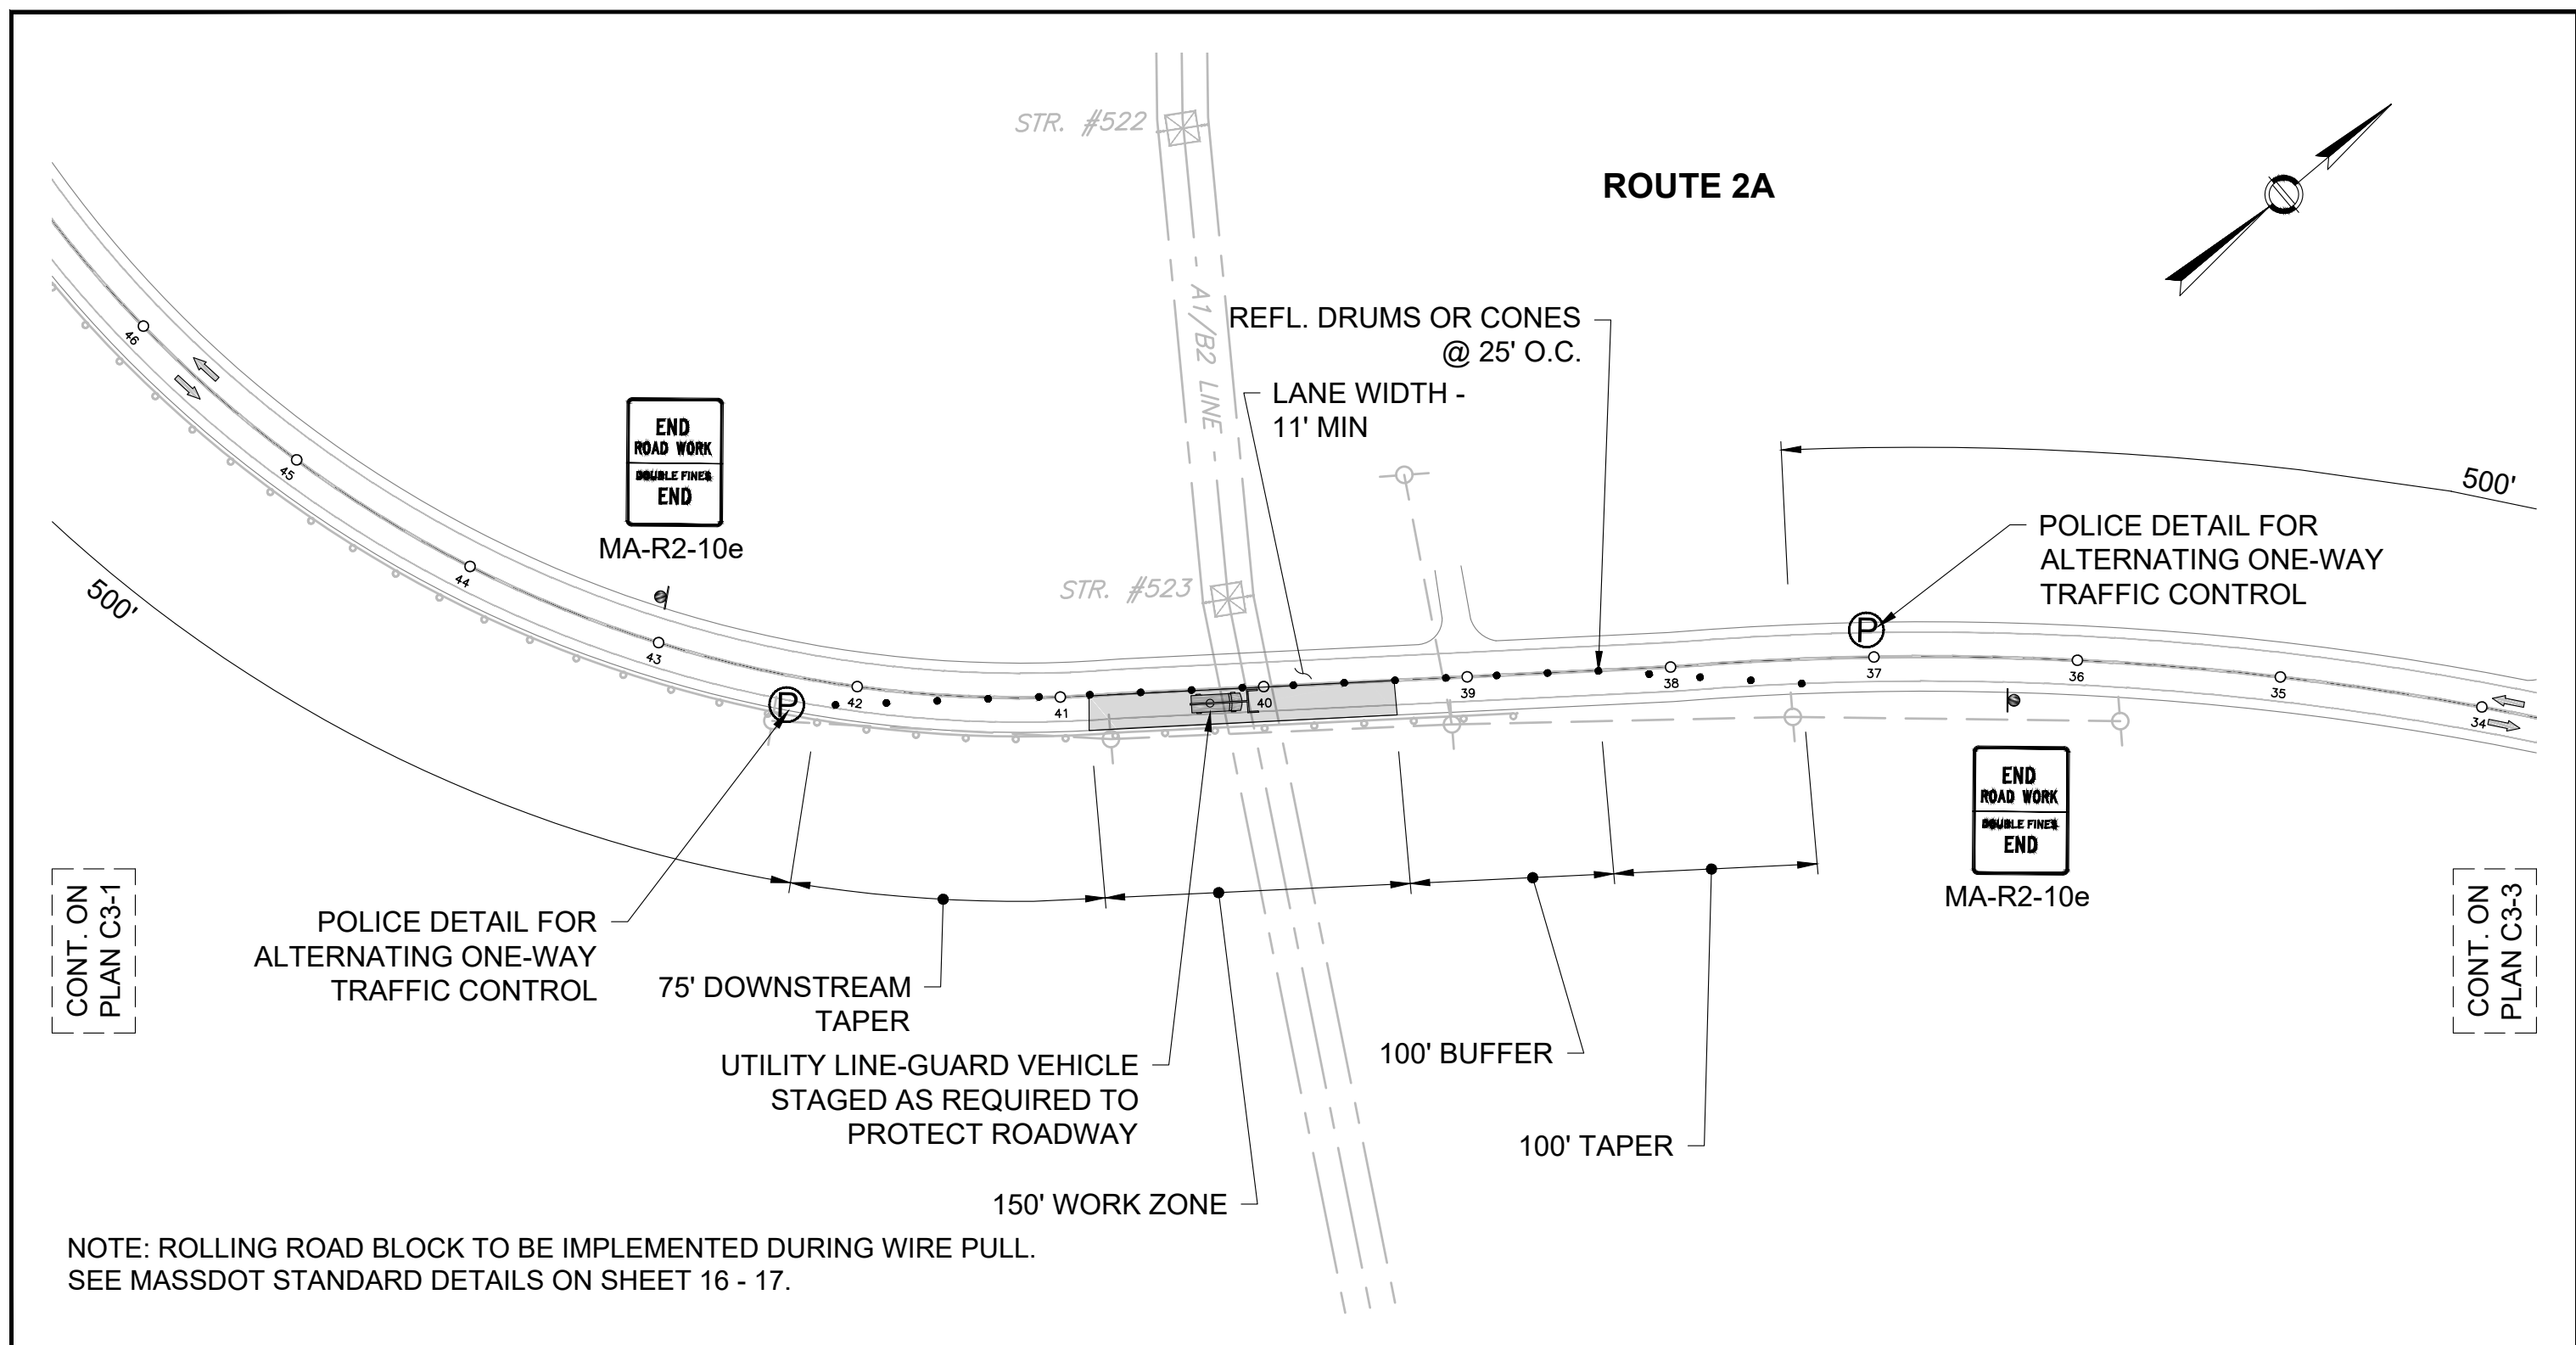 STR. #522
ROUTE 2A
A1/B2 LINE
REFL. DRUMS OR CONES
@ 25' O.C.
LANE WIDTH -
11' MIN
500'
POLICE DETAIL FOR
ALTERNATING ONE-WAY
TRAFFIC CONTROL
END
ROAD WORK
DOUBLE FINES
END
MA-R2-10e
STR. #523
500'
46
45
44
43
42
41
40
39
38
37
36
35
34
P
P
END
ROAD WORK
DOUBLE FINES
END
MA-R2-10e
CONT. ON
PLAN C3-1
CONT. ON
PLAN C3-3
POLICE DETAIL FOR
ALTERNATING ONE-WAY
TRAFFIC CONTROL
75' DOWNSTREAM
TAPER
UTILITY LINE-GUARD VEHICLE
STAGED AS REQUIRED TO
PROTECT ROADWAY
100' BUFFER
100' TAPER
150' WORK ZONE
NOTE: ROLLING ROAD BLOCK TO BE IMPLEMENTED DURING WIRE PULL.
SEE MASSDOT STANDARD DETAILS ON SHEET 16 - 17.